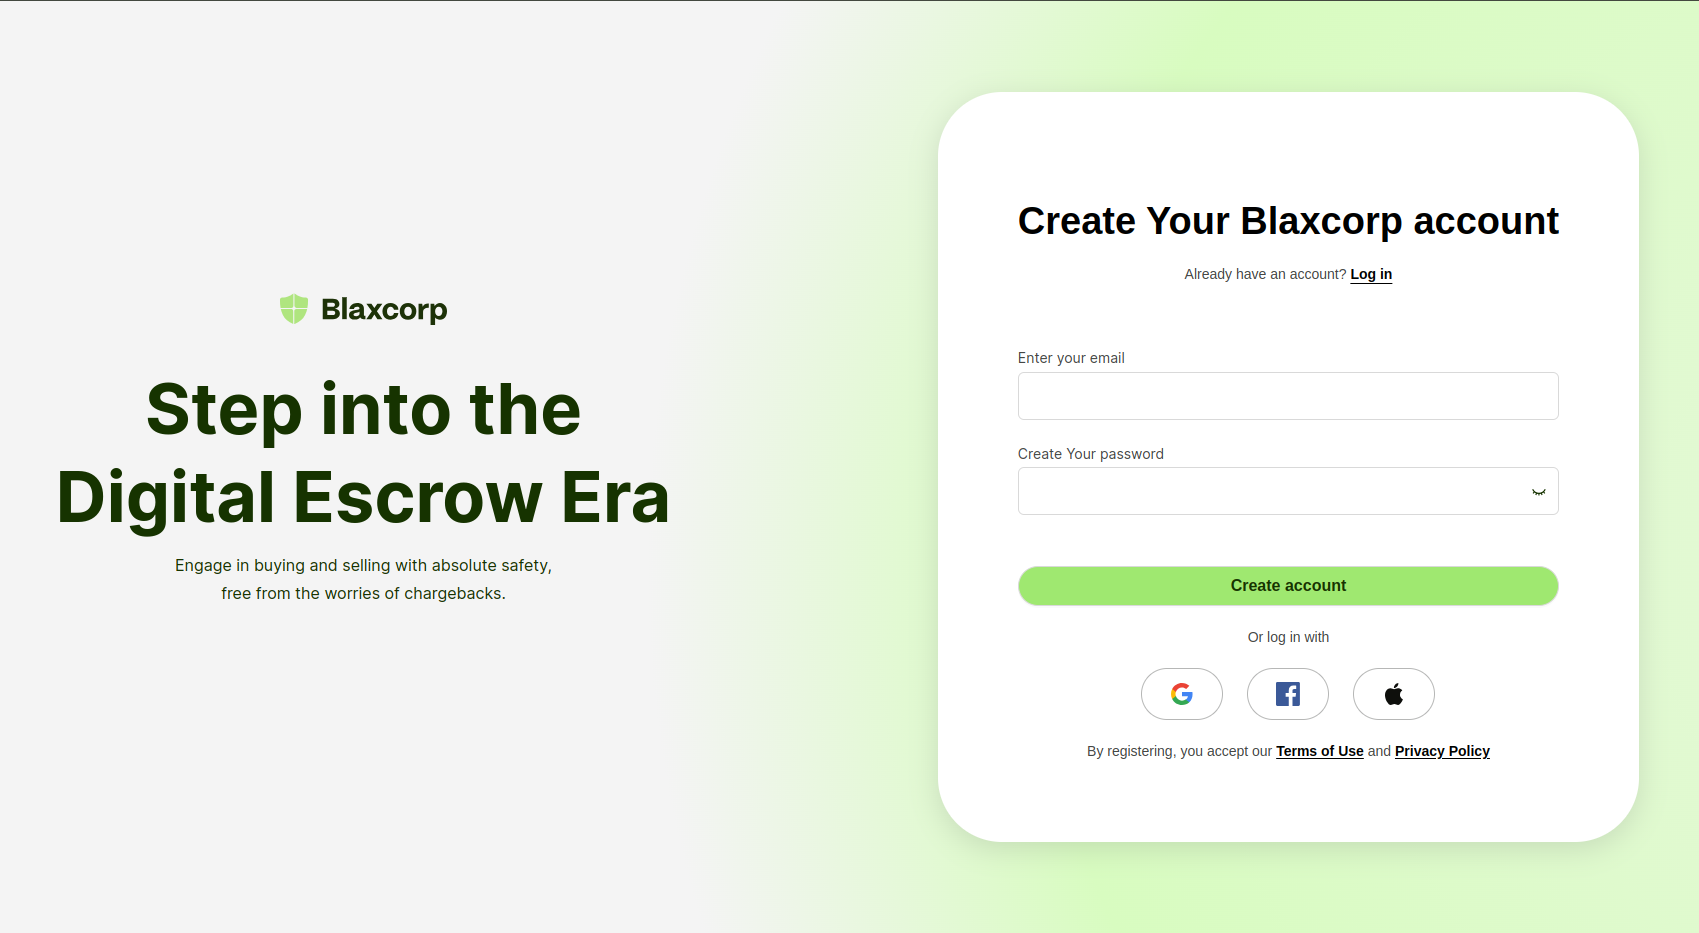 Blaxcorp
Step into the
Digital Escrow Era
Engage in buying and selling with absolute safety,
free from the worries of chargebacks.
Create Your Blaxcorp account
Already have an account? Log in
Enter your email
Create Your password
Create account
Or log in with
By registering, you accept our Terms of Use and Privacy Policy